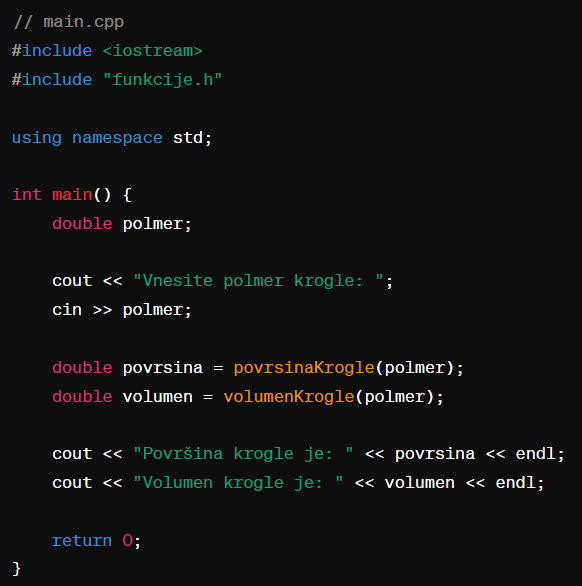 // main.cpp
#include <iostream>
#include "funkcije.h"
using namespace std;
int main() {
double polmer;
cout << "Vnesite polmer krogle: ";
cin >> polmer;
double povrsina = povrsinaKrogle(polmer);
double volumen = volumenKrogle(polmer);
cout << "Površina krogle je: " << povrsina << endl;
cout << "Volumen krogle je: " << volumen << endl;
return 0;
}